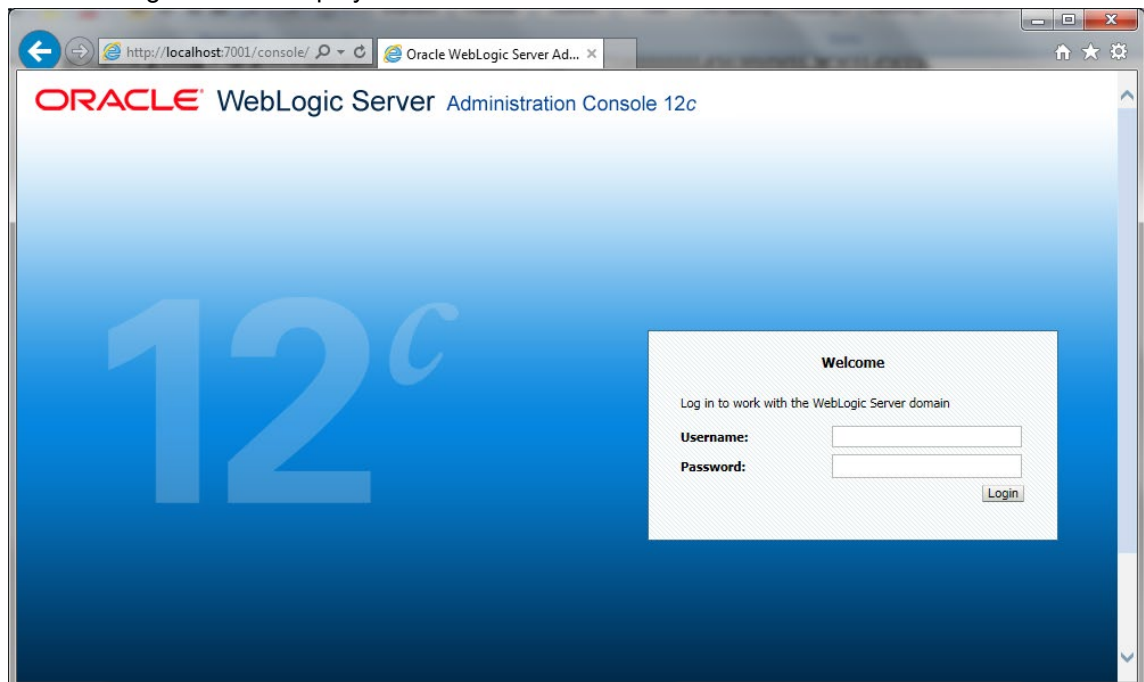 http://localhost:7001/console/
Oracle WebLogic Server Ad...
ORACLE® WebLogic Server Administration Console 12c
12c
Welcome
Log in to work with the WebLogic Server domain
Username:
Password:
Login